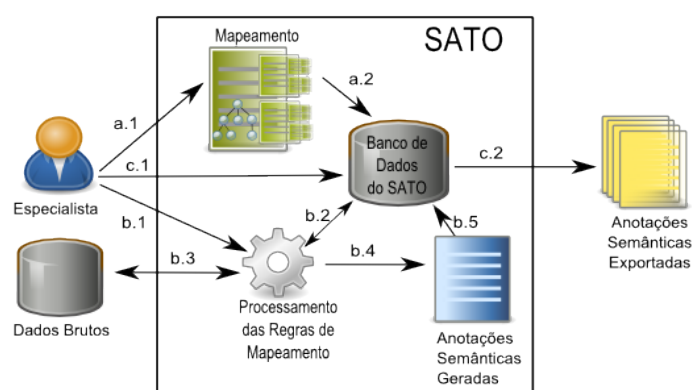 Mapeamento
SATO
a.1
a.2
Banco de
Dados
do SATO
c.1
c.2
Especialista
b.1
b.2
b.3
b.4
b.5
Dados Brutos
Processamento
das Regras de
Mapeamento
Anotações
Semânticas
Geradas
Anotações
Semânticas
Exportadas